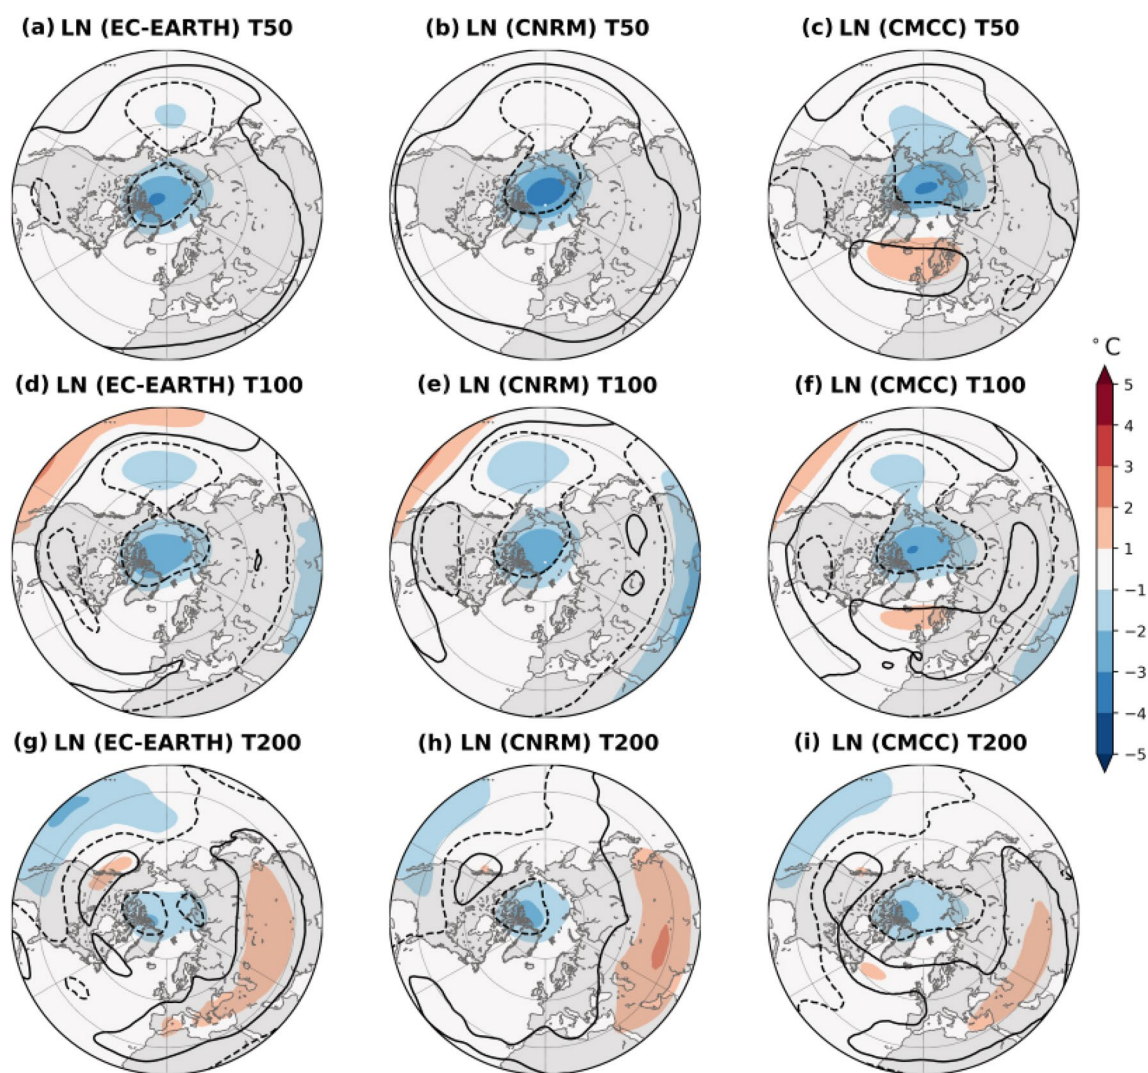 (a) LN (EC-EARTH) T50
(b) LN (CNRM) T50
(c) LN (CMCC) T50
(d) LN (EC-EARTH) T100
(e) LN (CNRM) T100
(f) LN (CMCC) T100
(g) LN (EC-EARTH) T200
(h) LN (CNRM) T200
(i) LN (CMCC) T200
°C
5
4
3
2
1
−1
−2
−3
−4
−5